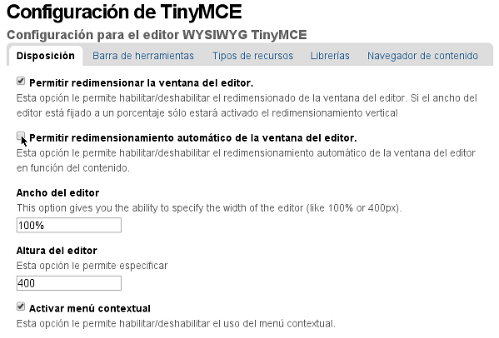 Configuración de TinyMCE
Configuración para el editor WYSIWYG TinyMCE
Disposición Barra de herramientas Tipos de recursos Librerías Navegador de contenido
Permitir redimensionar la ventana del editor.
Esta opción le permite habilitar/deshabilitar el redimensionado de la ventana del editor. Si el ancho del
editor está fijado a un porcentaje sólo estará activado el redimensionamiento vertical
Permitir redimensionamiento automático de la ventana del editor.
Esta opción le permite habilitar/deshabilitar el redimensionamiento automático de la ventana del editor
en función del contenido.
Ancho del editor
This option gives you the ability to specify the width of the editor (like 100% or 400px).
100%
Altura del editor
Esta opción le permite especificar
400
Activar menú contextual
Esta opción le permite habilitar/deshabilitar el uso del menú contextual.